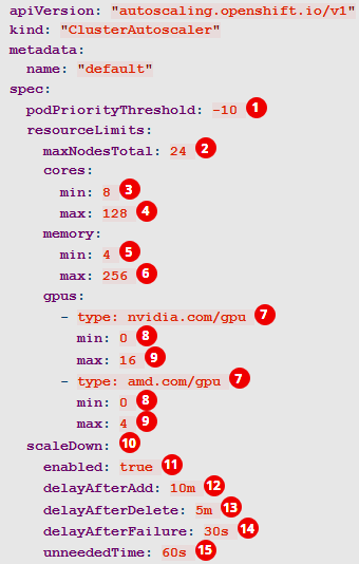 apiVersion: "autoscaling.openshift.io/v1"
kind: "ClusterAutoscaler"
metadata:
  name: "default"
spec:
  podPriorityThreshold: -10 1
  resourceLimits:
    maxNodesTotal: 24 2
    cores:
      min: 8 3
      max: 128 4
    memory:
      min: 4 5
      max: 256 6
    gpus:
      - type: nvidia.com/gpu 7
        min: 0 8
        max: 16 9
      - type: amd.com/gpu 7
        min: 0 8
        max: 4 9
  scaleDown: 10
    enabled: true 11
    delayAfterAdd: 10m 12
    delayAfterDelete: 5m 13
    delayAfterFailure: 30s 14
    unneededTime: 60s 15